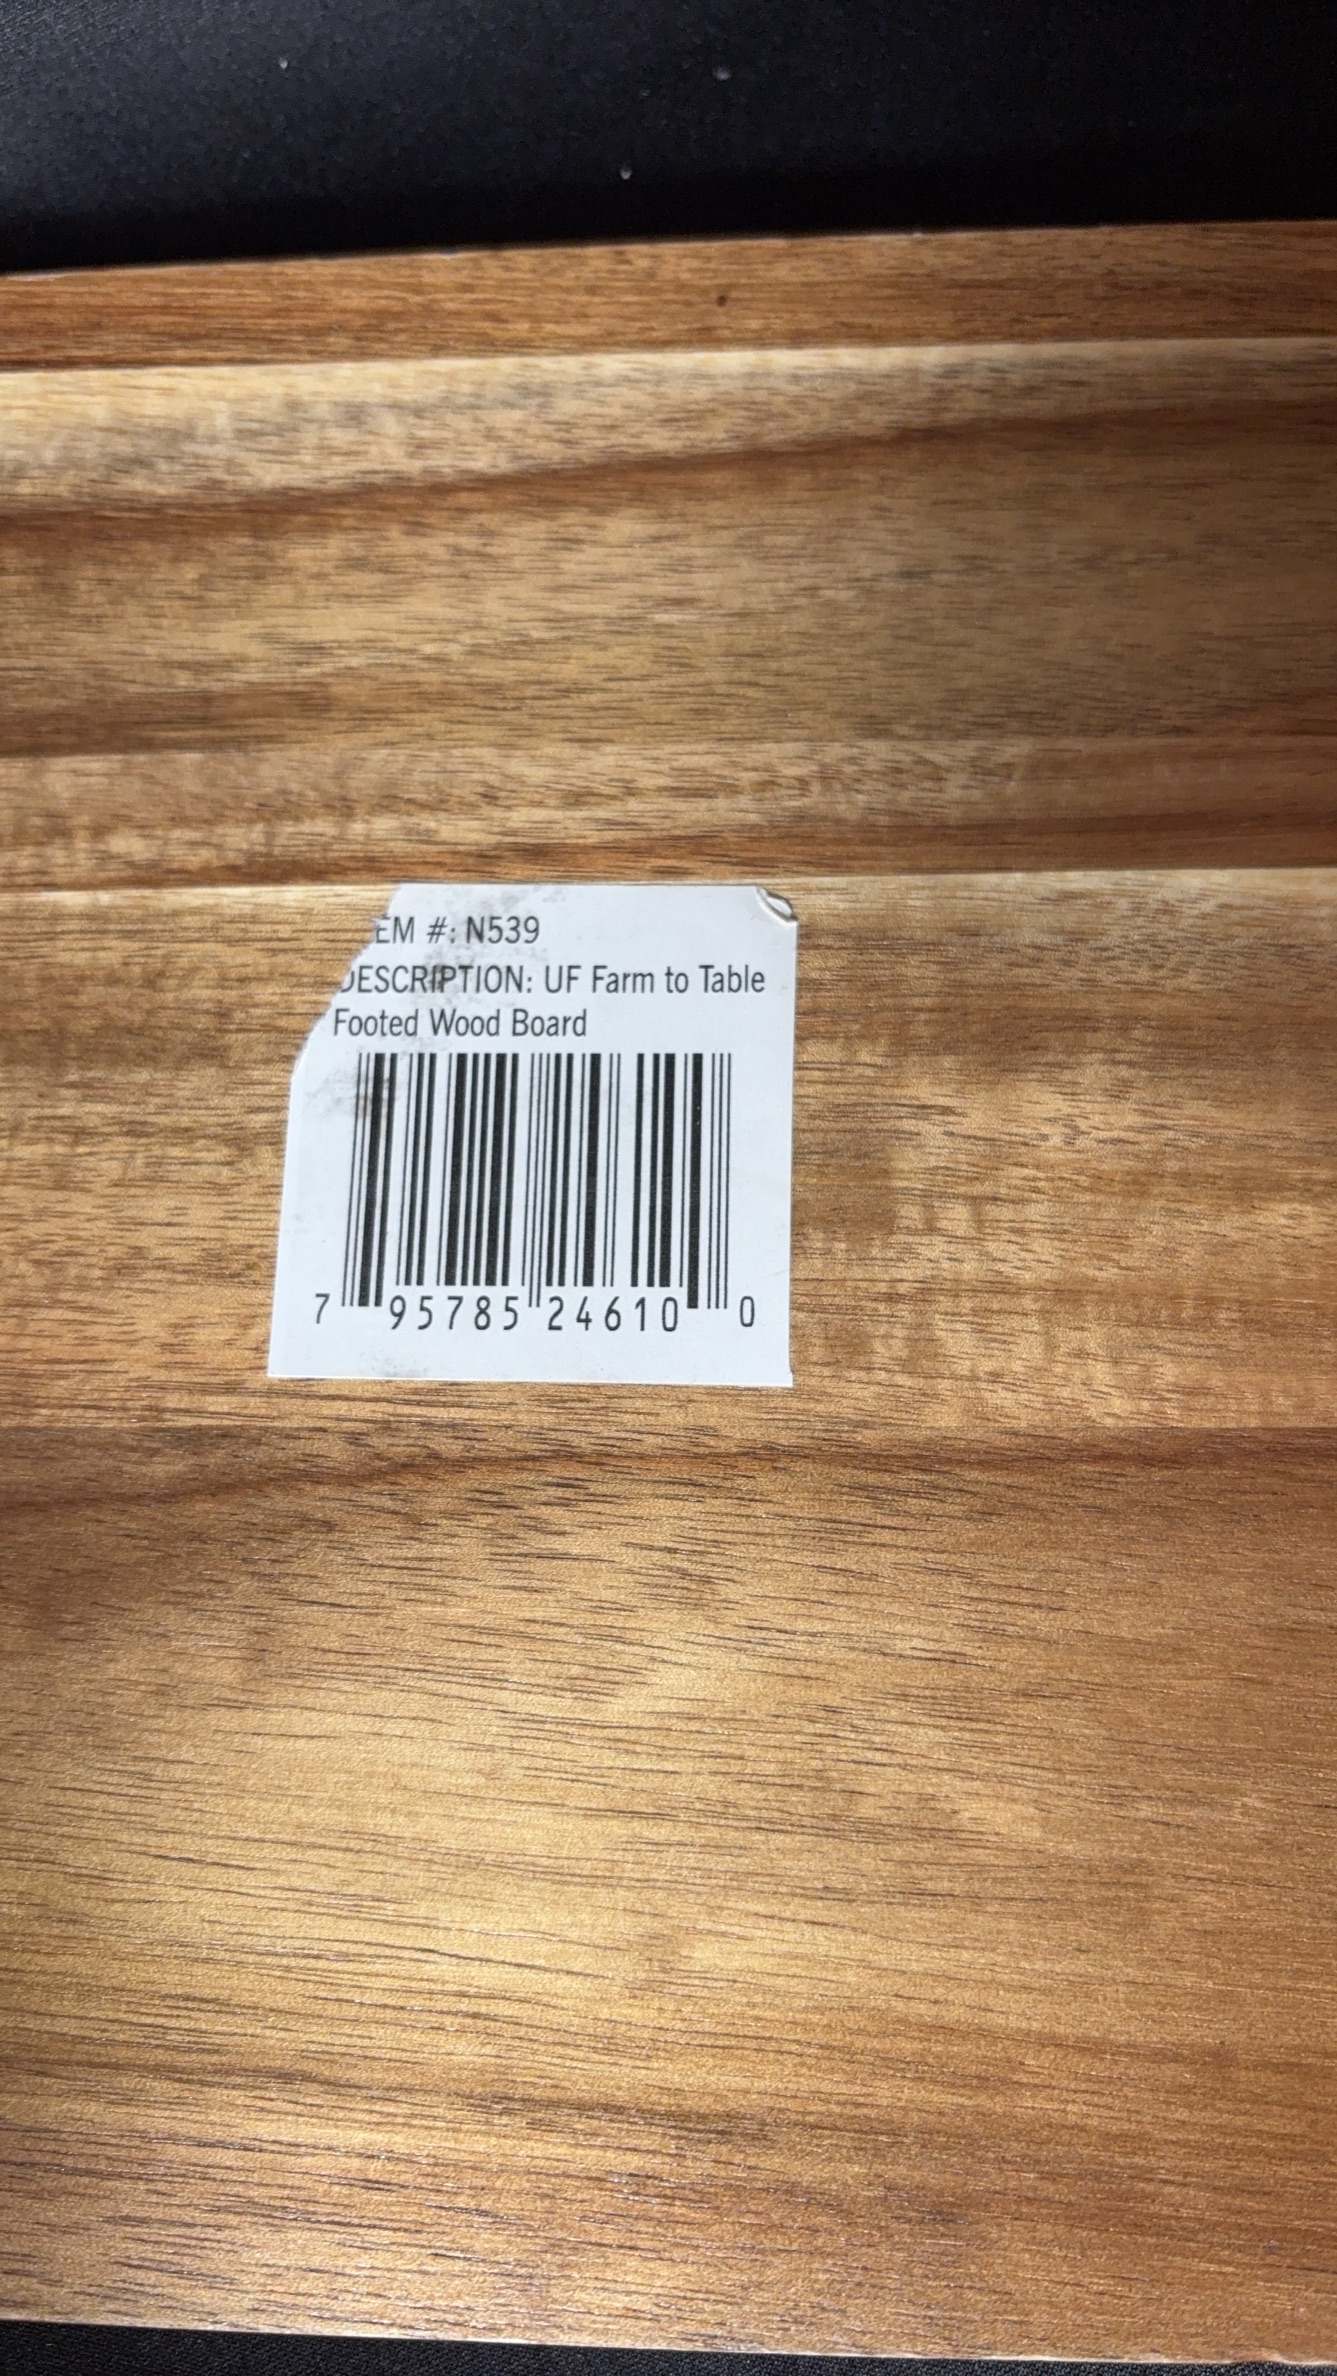 EM #: N539
DESCRIPTION: UF Farm to Table
Footed Wood Board
7 95785 24610 0